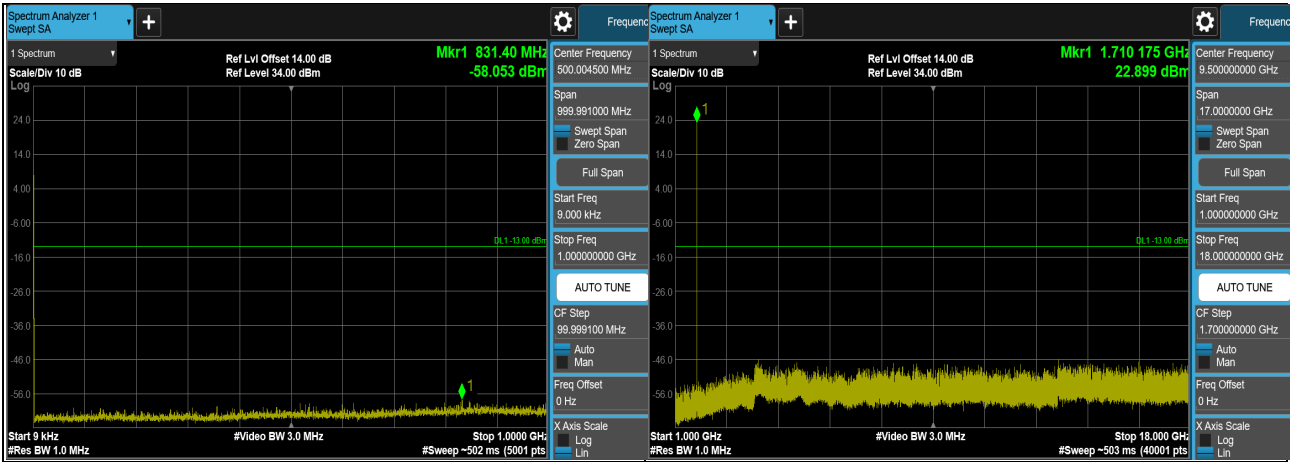 Spectrum Analyzer 1
Swept SA
+
Frequenc
1 Spectrum
Scale/Div 10 dB
Log
Ref Lvl Offset 14.00 dB
Ref Level 34.00 dBm
Mkr1 831.40 MHz
-58.053 dBm
24.0
14.0
4.00
-6.00
-16.0
-26.0
-36.0
-46.0
-56.0
DL1 -13.00 dBm
1
Start 9 kHz
#Res BW 1.0 MHz
#Video BW 3.0 MHz
Stop 1.0000 GHz
#Sweep ~502 ms (5001 pts
Center Frequency
500.004500 MHz
Span
999.991000 MHz
Swept Span
Zero Span
Full Span
Start Freq
9.000 kHz
Stop Freq
1.000000000 GHz
AUTO TUNE
CF Step
99.999100 MHz
Auto
Man
Freq Offset
0 Hz
X Axis Scale
Log
Lin
Spectrum Analyzer 1
Swept SA
+
Frequenc
1 Spectrum
Scale/Div 10 dB
Log
Ref Lvl Offset 14.00 dB
Ref Level 34.00 dBm
Mkr1 1.710 175 GHz
22.899 dBm
24.0
14.0
4.00
-6.00
-16.0
-26.0
-36.0
-46.0
-56.0
DL1 -13.00 dBm
1
Start 1.000 GHz
#Res BW 1.0 MHz
#Video BW 3.0 MHz
Stop 18.000 GHz
#Sweep ~503 ms (40001 pts
Center Frequency
9.500000000 GHz
Span
17.0000000 GHz
Swept Span
Zero Span
Full Span
Start Freq
1.000000000 GHz
Stop Freq
18.000000000 GHz
AUTO TUNE
CF Step
1.700000000 GHz
Auto
Man
Freq Offset
0 Hz
X Axis Scale
Log
Lin